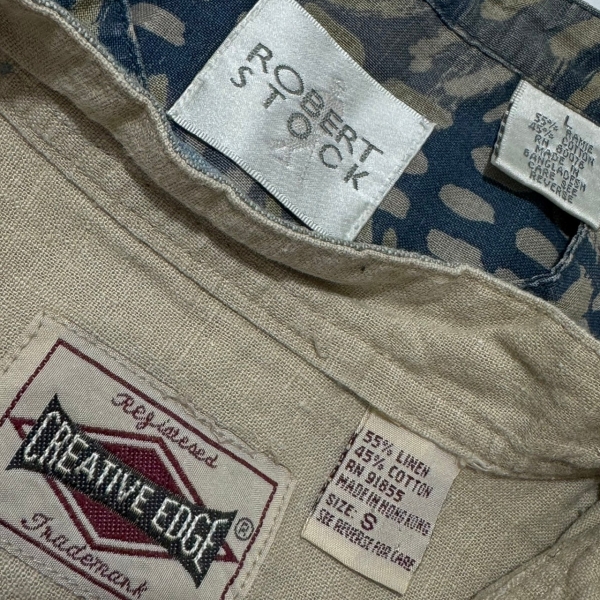 ROBERT
STOCK
L
55% RAMIE
45% COTTON
MADE IN
BANGLADESH
CARE SEE
REVERSE
Registered
CREATIVE EDGE®
Trademark
55% LINEN
45% COTTON
RN 91855
MADE IN HONG KONG
SIZE: S
SEE REVERSE FOR CARE